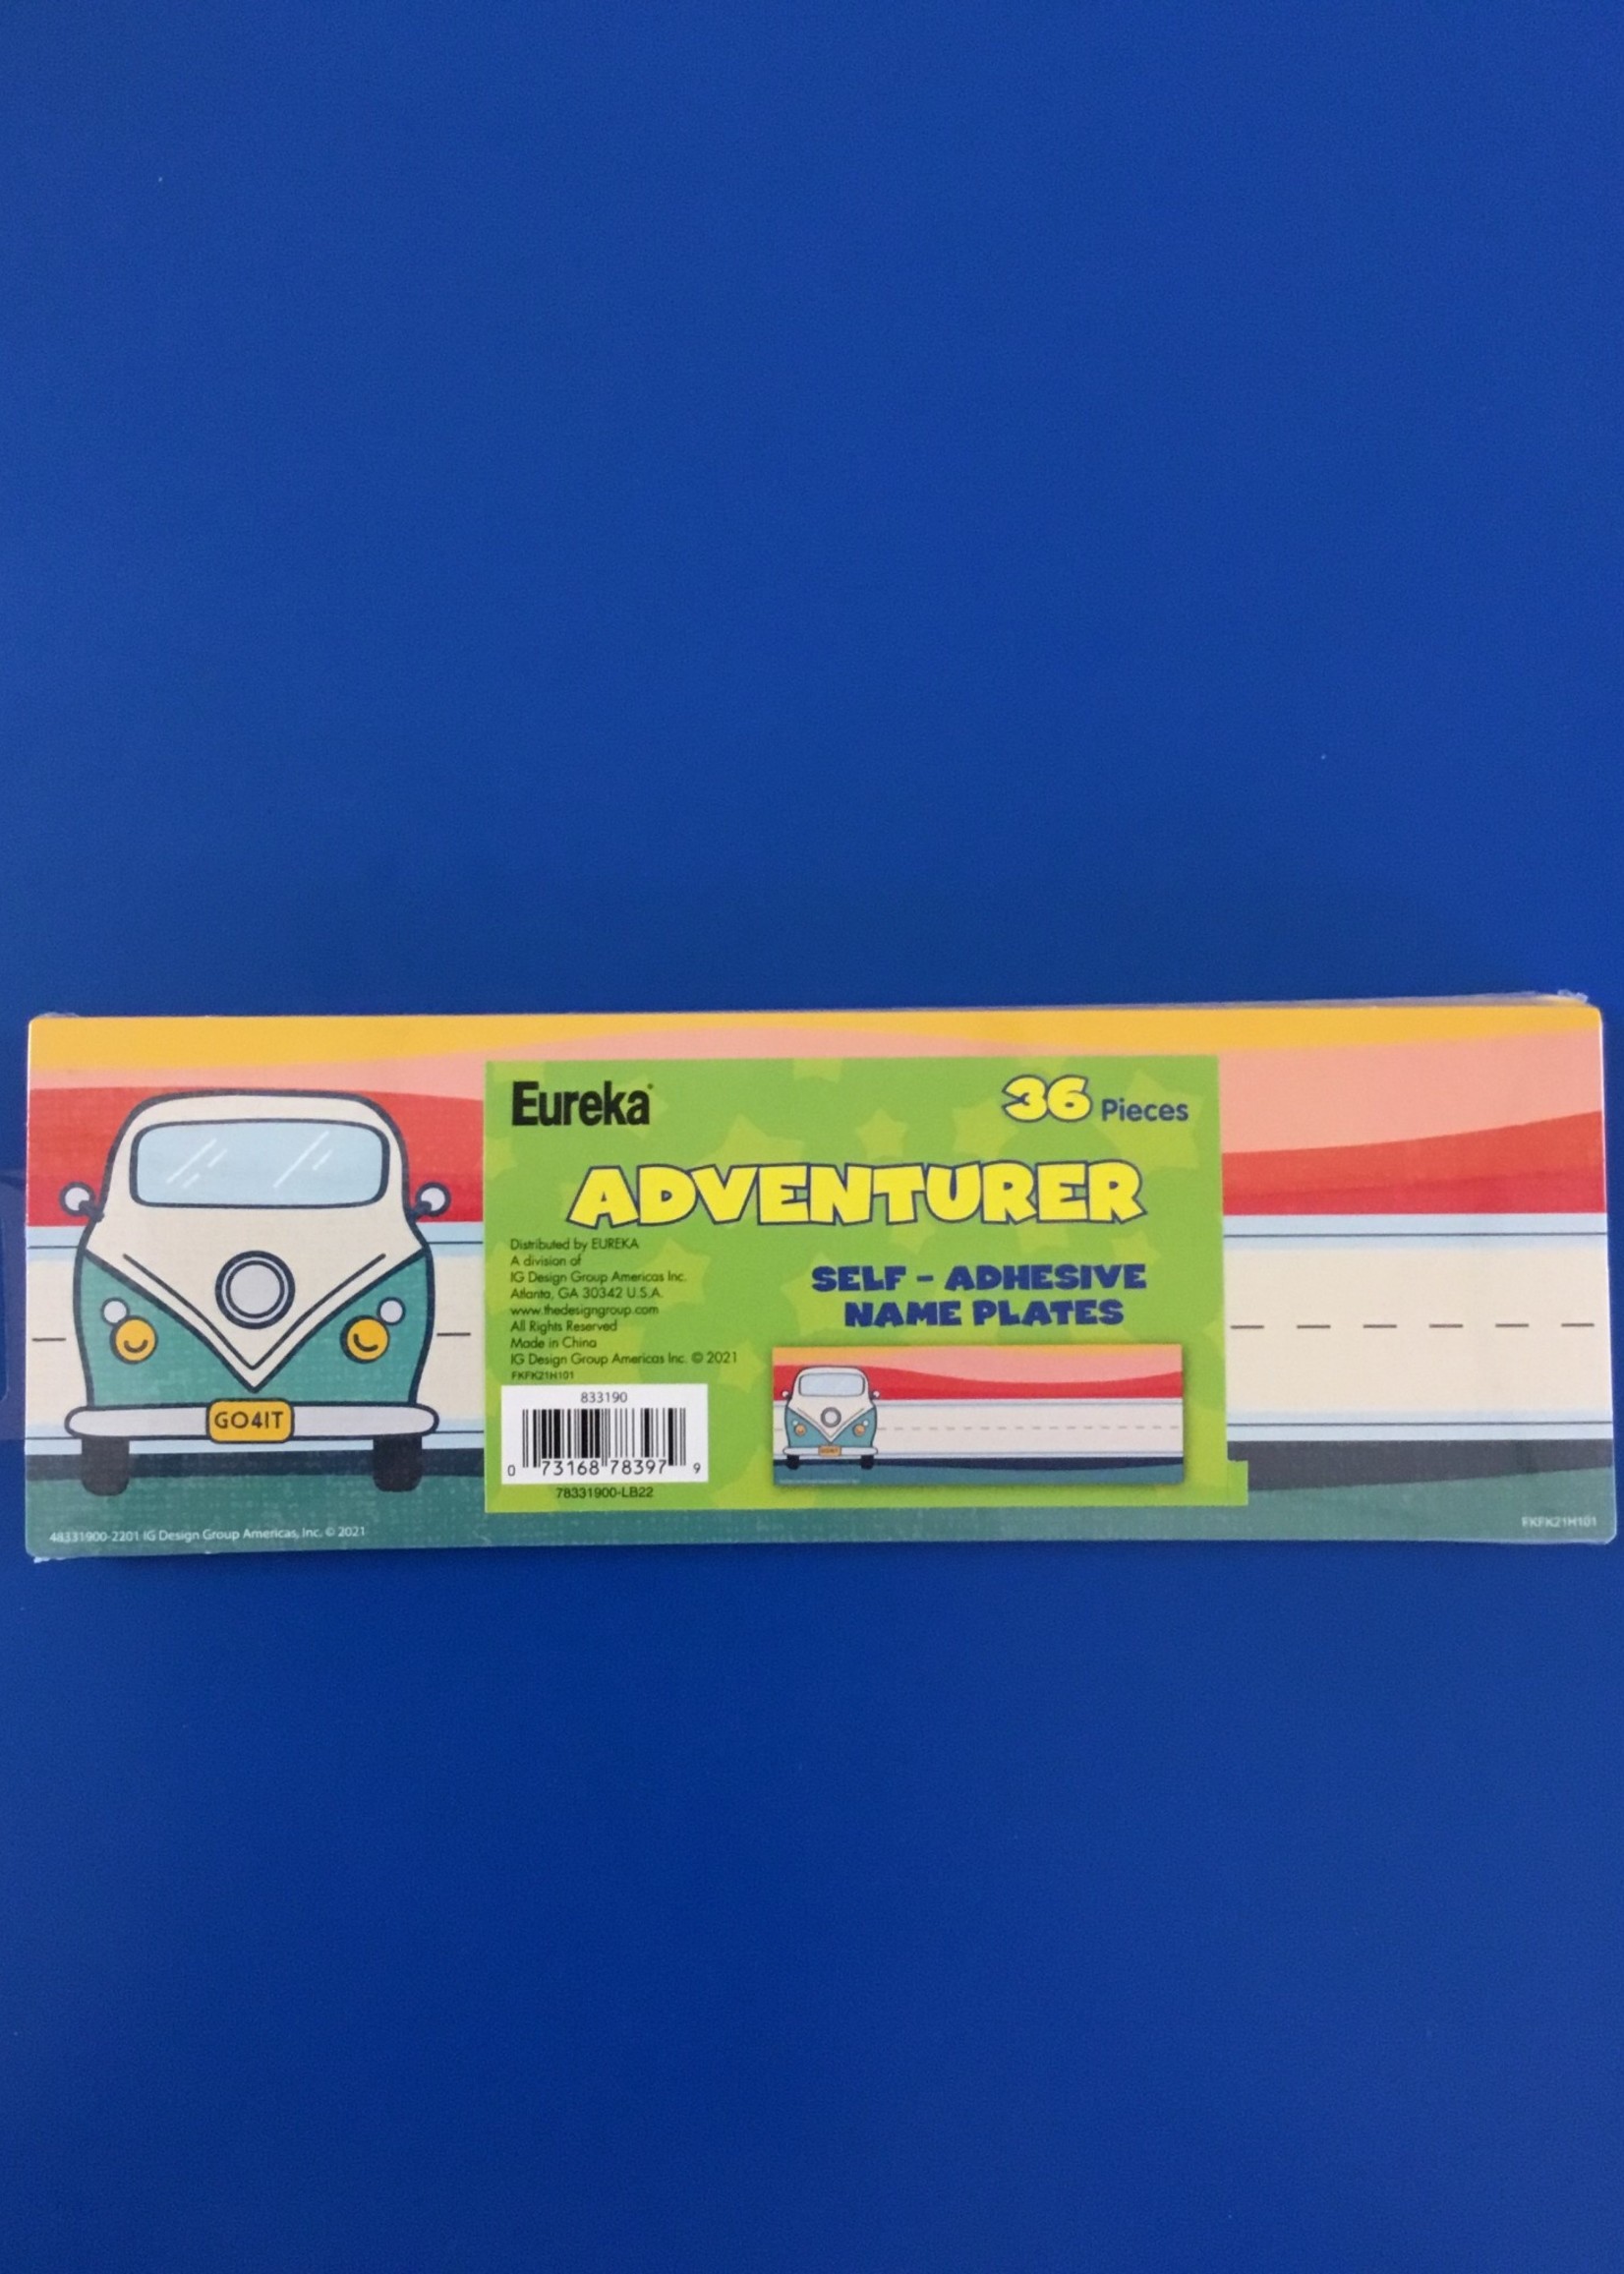 Eureka®
36 Pieces
ADVENTURER
Distributed by EUREKA
A division of
IG Design Group Americas Inc.
Atlanta, GA 30342 U.S.A.
www.thedesigngroup.com
All Rights Reserved
Made in China
IG Design Group Americas Inc. © 2021
FKFK21H101
SELF - ADHESIVE
NAME PLATES
833190
0 73168 78397 9
78331900-LB22
GO4IT
48331900-2201 IG Design Group Americas, Inc. © 2021
FKFK21H101